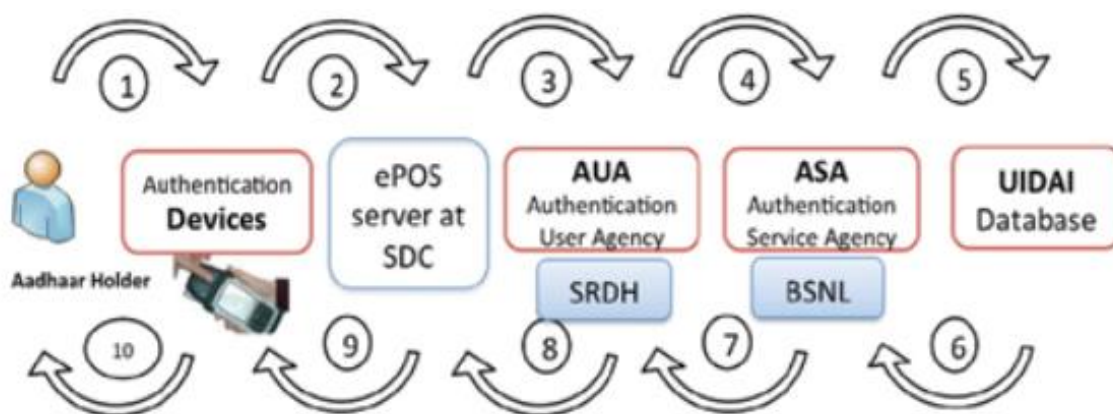 1 2 3 4 5
Authentication
Devices
ePOS
server at
SDC
AUA
Authentication
User Agency
ASA
Authentication
Service Agency
UIDAI
Database
Aadhaar Holder
SRDH
BSNL
10 9 8 7 6